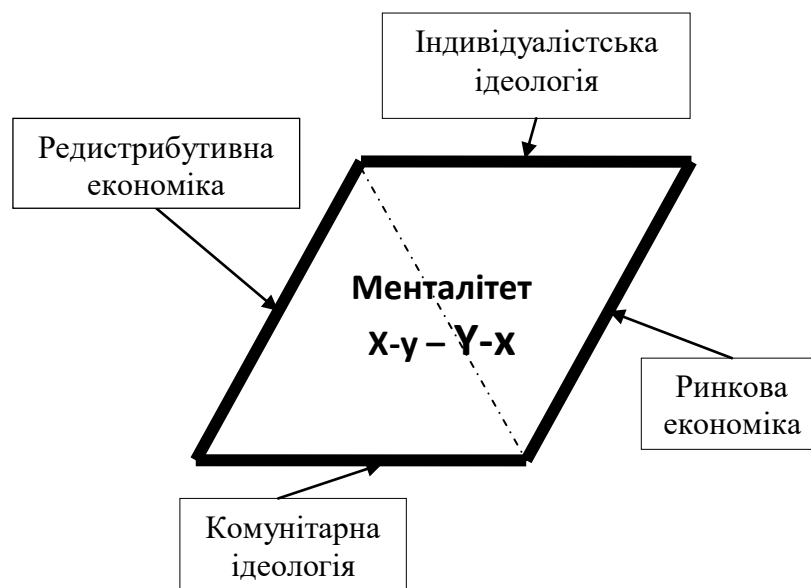 Індивідуалістська
ідеологія
Редистрибутивна
економіка
Менталітет
X-y – Y-x
Ринкова
економіка
Комунітарна
ідеологія